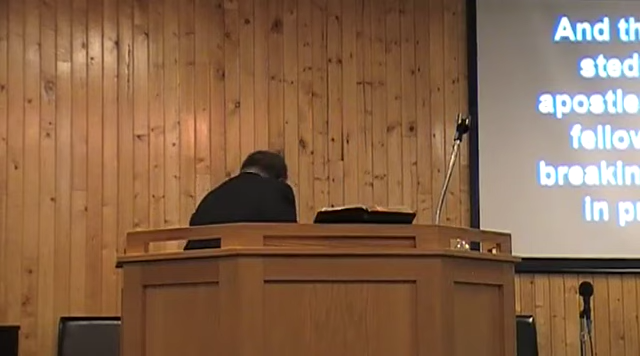 And th
sted
apostle
fellow
breakin
in pr